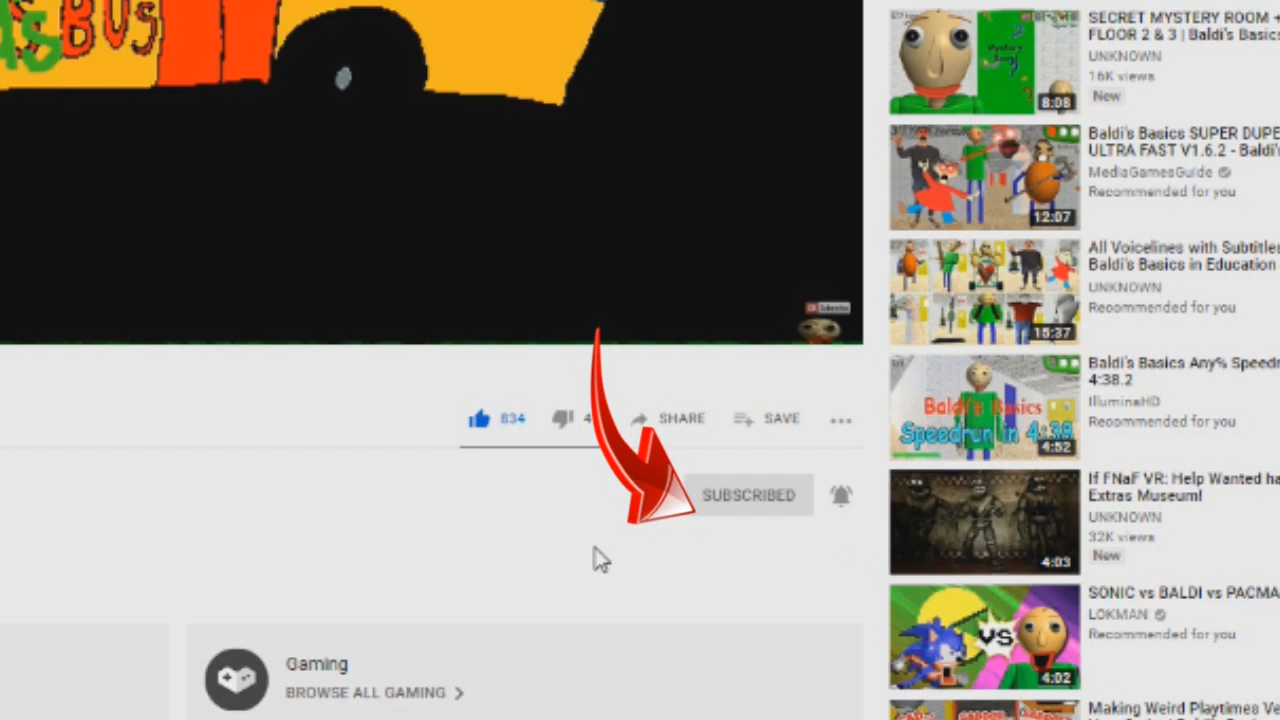 BUS
834
SHARE
SAVE
SUBSCRIBED
Gaming
BROWSE ALL GAMING
SECRET MYSTERY ROOM +
FLOOR 2 & 3 | Baldi's Basics
UNKNOWN
16K views
New
8:08
Baldi's Basics SUPER DUPE
ULTRA FAST V1.6.2 - Baldi's
MediaGamesGuide
Recommended for you
12:07
All Voicelines with Subtitles
Baldi's Basics in Education
UNKNOWN
Recommended for you
15:37
Baldi's Basics Any% Speedr
4:38.2
IlluminaHD
Recommended for you
Baldi's Basics
Speedrun in 4:38
4:52
If FNaF VR: Help Wanted ha
Extras Museum!
UNKNOWN
32K views
New
4:03
SONIC vs BALDI vs PACMA
LOKMAN
Recommended for you
VS
4:02
Making Weird Playtimes Ve